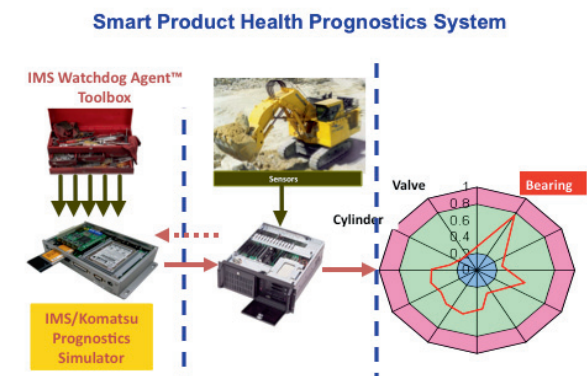 Smart Product Health Prognostics System
IMS Watchdog Agent™
Toolbox
Sensors
Valve
Bearing
Cylinder
1
0.8
0.6
0.4
0.2
0
IMS/Komatsu
Prognostics
Simulator